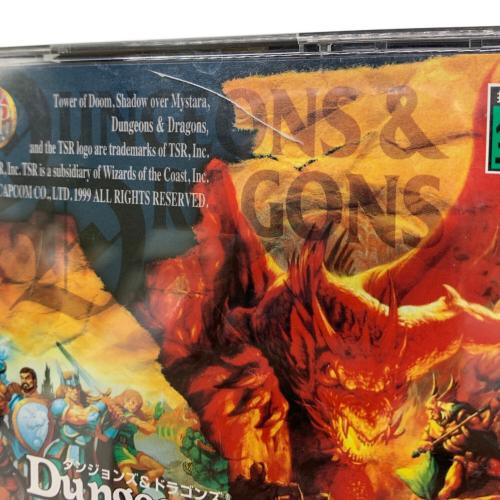 Tower of Doom, Shadow over Mystara,
Dungeons & Dragons,
and the TSR logo are trademarks of TSR, Inc.
Inc. TSR is a subsidiary of Wizards of the Coast, Inc.
CAPCOM CO., LTD. 1999 ALL RIGHTS RESERVED.
DUNGEONS &
DRAGONS
ダンジョンズ&ドラゴンズ